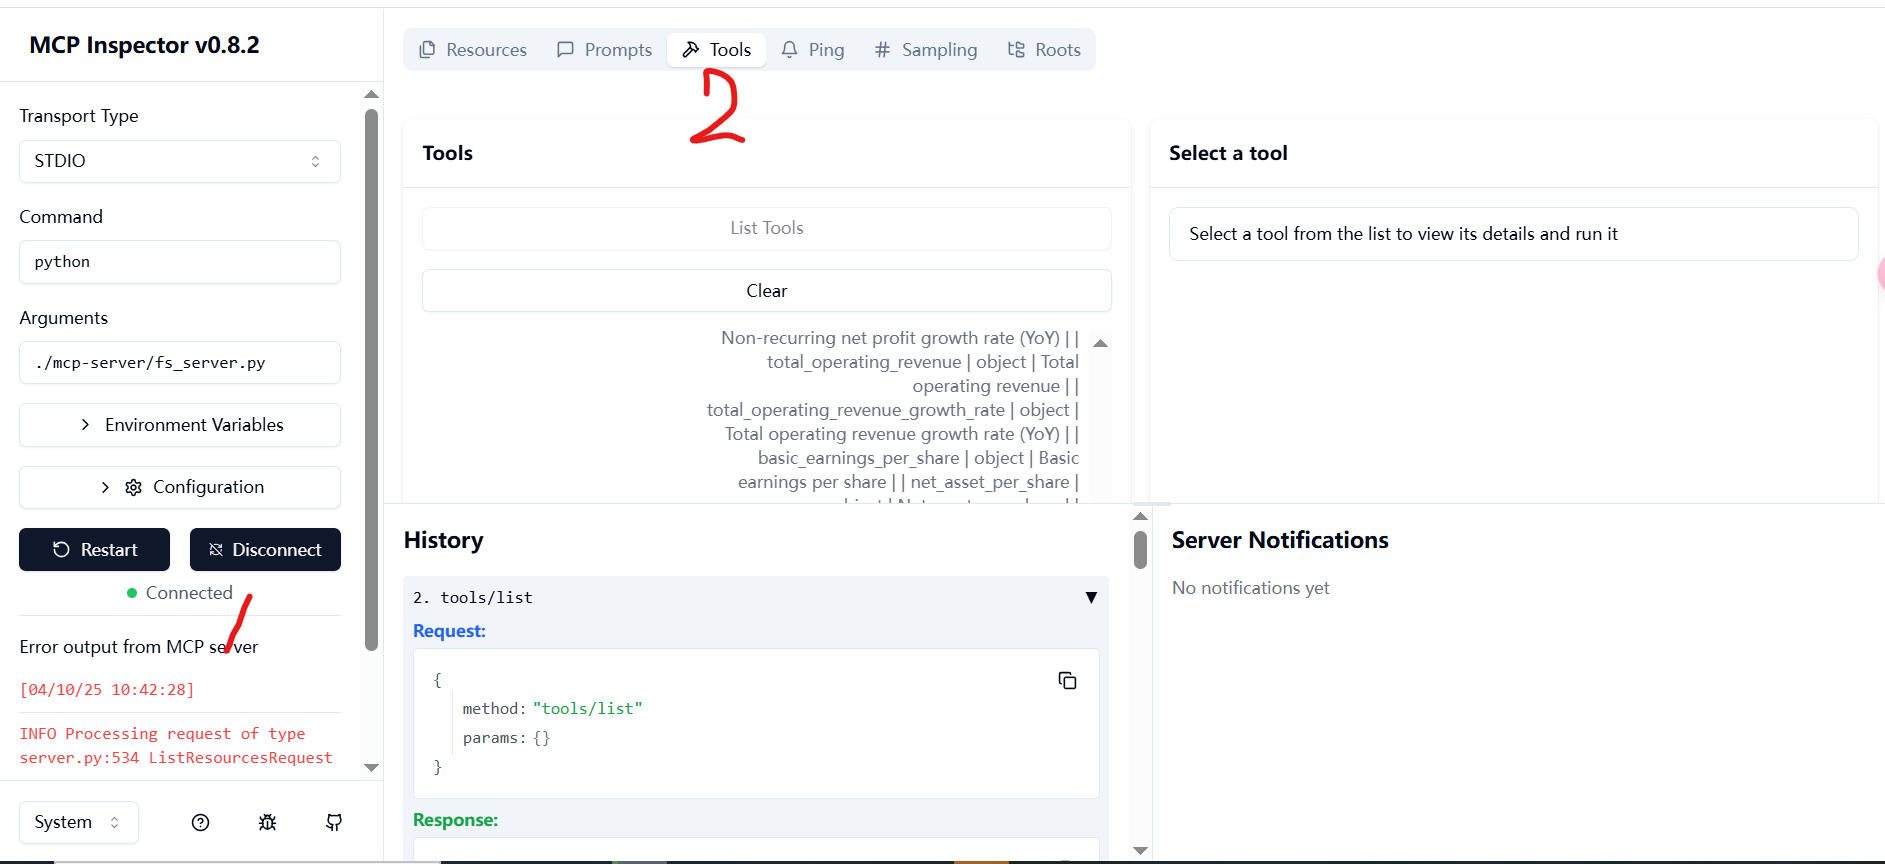 MCP Inspector v0.8.2
Transport Type
STDIO
Command
python
Arguments
./mcp-server/fs_server.py
Environment Variables
Configuration
Restart
Disconnect
Connected
1
Error output from MCP server
[04/10/25 10:42:28]
INFO Processing request of type
server.py:534 ListResourcesRequest
System
Resources
Prompts
Tools
Ping
Sampling
Roots
2
Tools
List Tools
Clear
Non-recurring net profit growth rate (YoY) | |
total_operating_revenue | object | Total
operating revenue | |
total_operating_revenue_growth_rate | object |
Total operating revenue growth rate (YoY) | |
basic_earnings_per_share | object | Basic
earnings per share | | net_asset_per_share |
Select a tool
Select a tool from the list to view its details and run it
History
2. tools/list
Request:
{
method: "tools/list"
params: {}
}
Response:
Server Notifications
No notifications yet